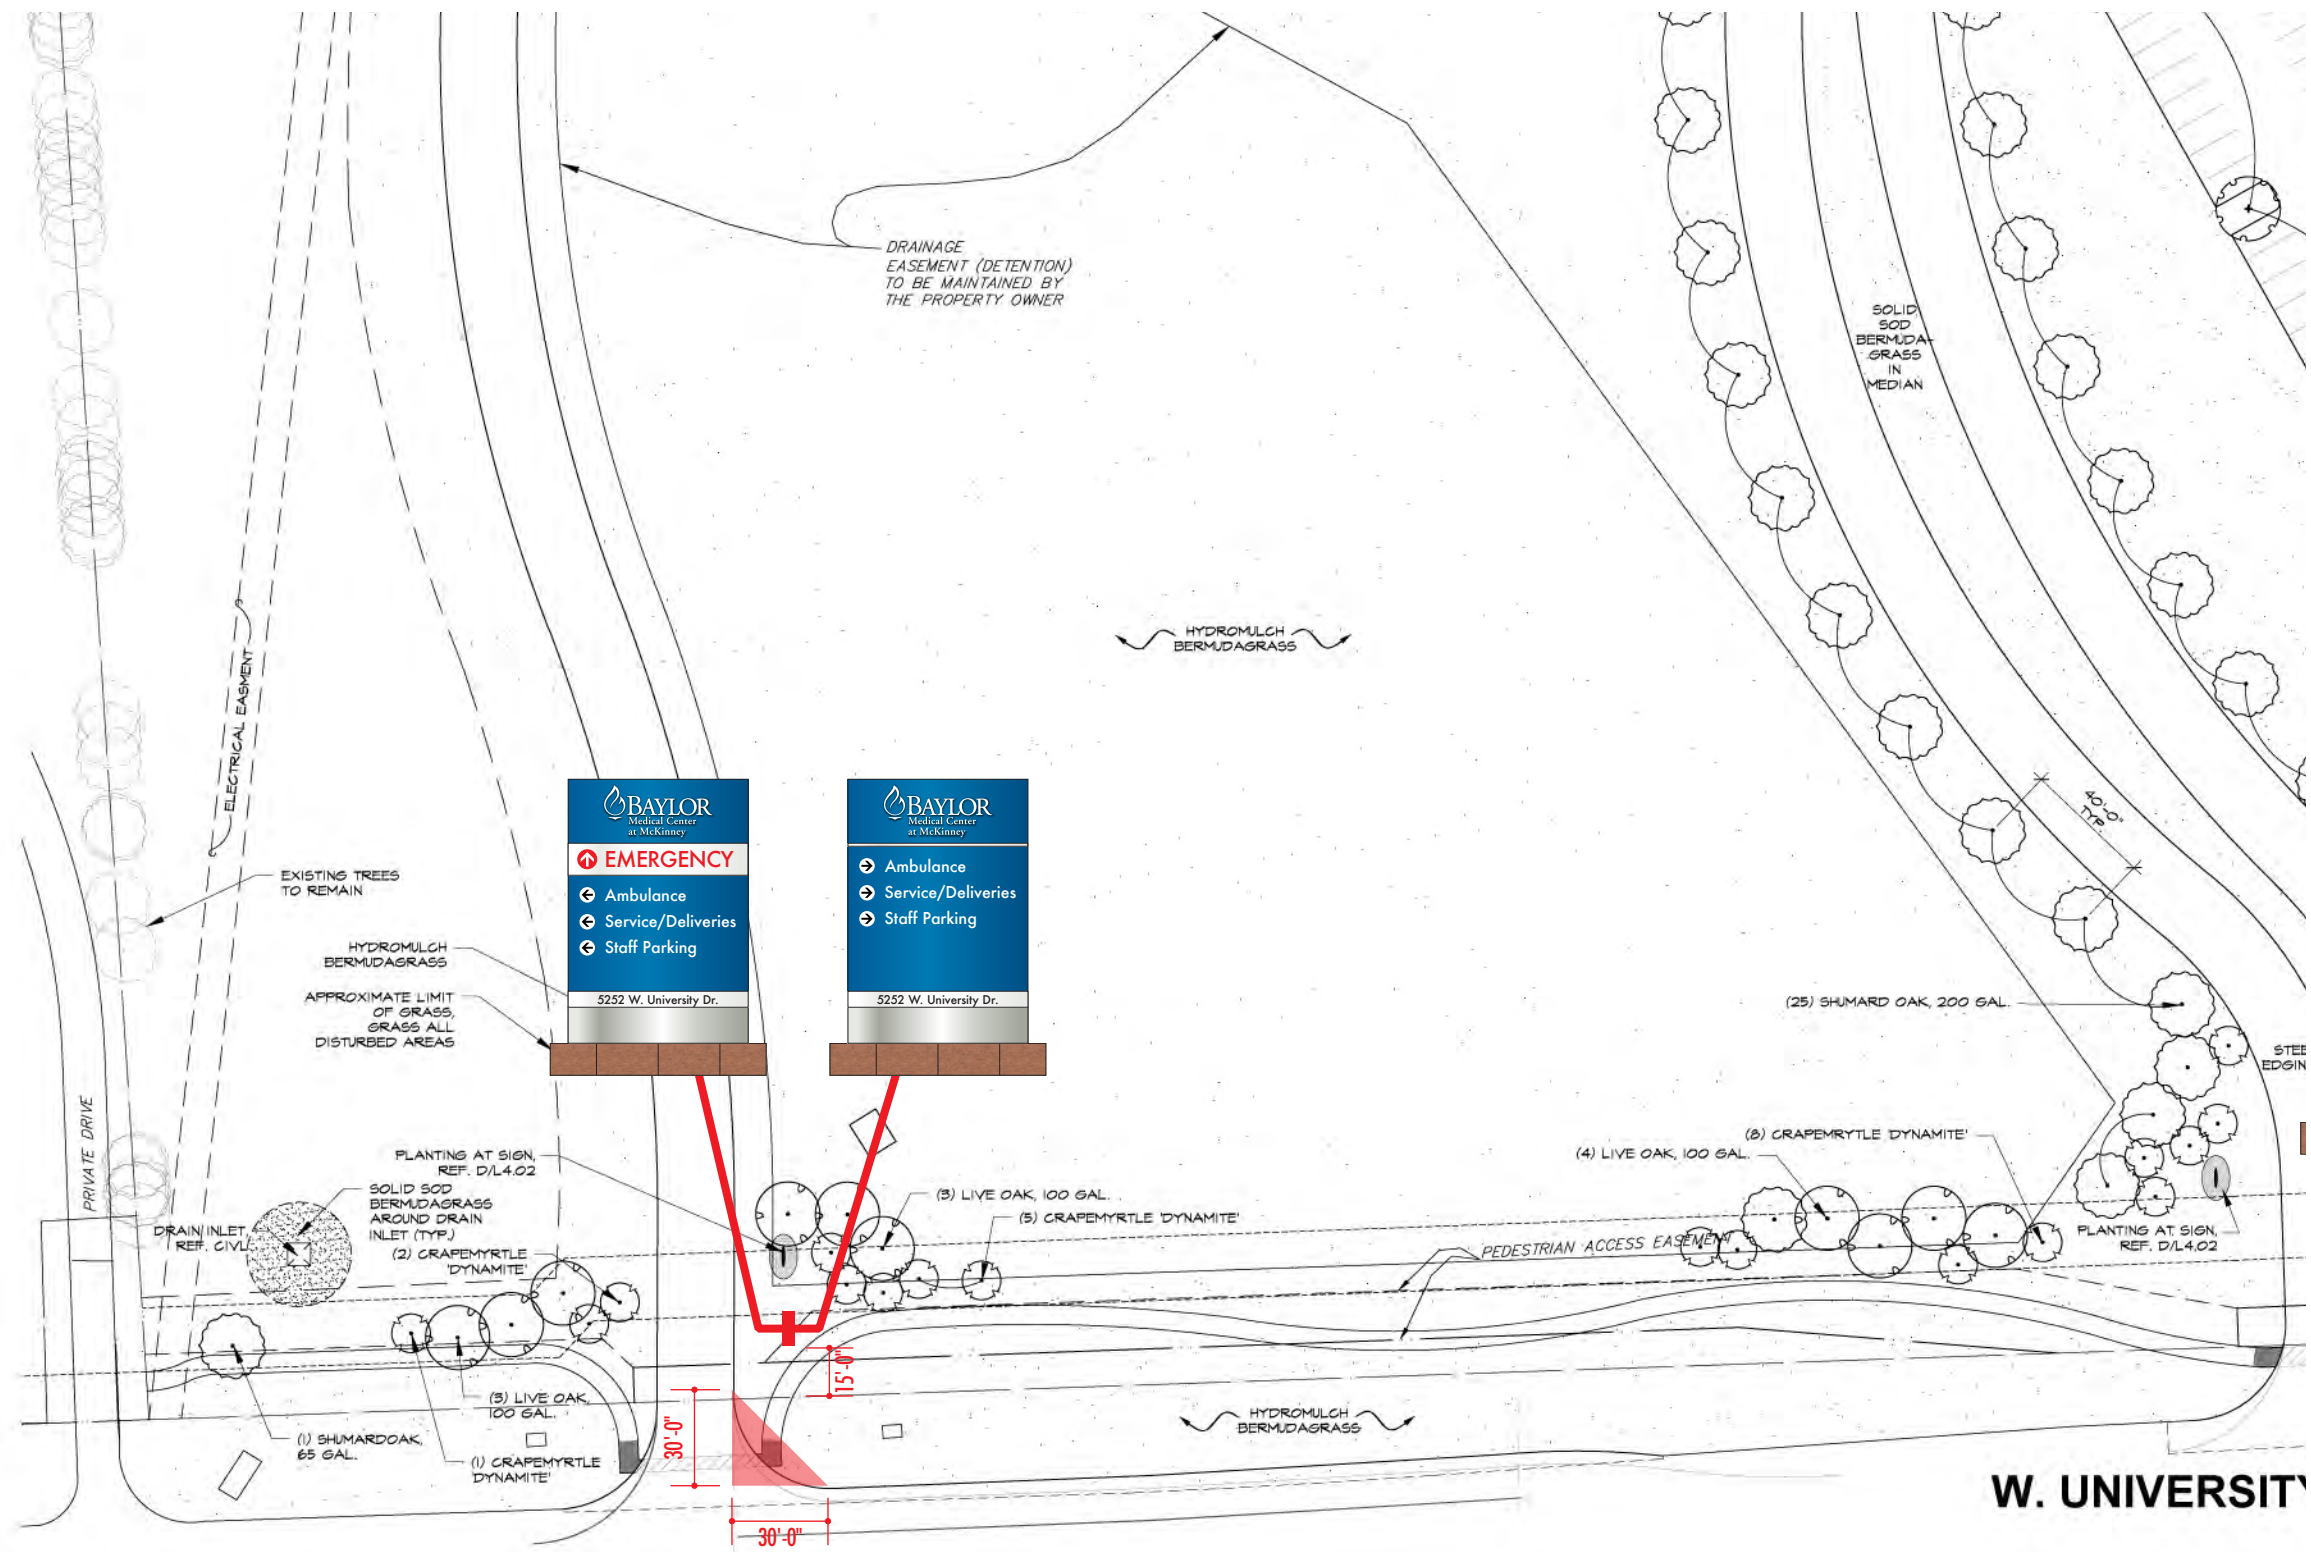 DRAINAGE
EASEMENT (DETENTION)
TO BE MAINTAINED BY
THE PROPERTY OWNER
SOLID
SOD
BERMUDA-
GRASS
IN
MEDIAN
HYDROMULCH
BERMUDAGRASS
ELECTRICAL EASMENT
40'-0"
TYP.
BAYLOR
Medical Center
at McKinney
EMERGENCY
Ambulance
Service/Deliveries
Staff Parking
5252 W. University Dr.
BAYLOR
Medical Center
at McKinney
Ambulance
Service/Deliveries
Staff Parking
5252 W. University Dr.
EXISTING TREES
TO REMAIN
HYDROMULCH
BERMUDAGRASS
APPROXIMATE LIMIT
OF GRASS,
GRASS ALL
DISTURBED AREAS
(25) SHUMARD OAK, 200 GAL.
STEE
EDGIN
PRIVATE DRIVE
PLANTING AT SIGN,
REF. D/L4.02
SOLID SOD
BERMUDAGRASS
AROUND DRAIN
INLET (TYP.)
DRAIN INLET,
REF. CIVL
(2) CRAPEMYRTLE
'DYNAMITE'
(3) LIVE OAK, 100 GAL.
(5) CRAPEMYRTLE 'DYNAMITE'
(8) CRAPEMRYTLE 'DYNAMITE'
(4) LIVE OAK, 100 GAL.
PEDESTRIAN ACCESS EASEMENT
PLANTING AT SIGN,
REF. D/L4.02
15'-0"
30'-0"
30'-0"
(3) LIVE OAK,
100 GAL.
(1) SHUMARDOAK,
65 GAL.
(1) CRAPEMYRTLE
DYNAMITE'
HYDROMULCH
BERMUDAGRASS
W. UNIVERSITY